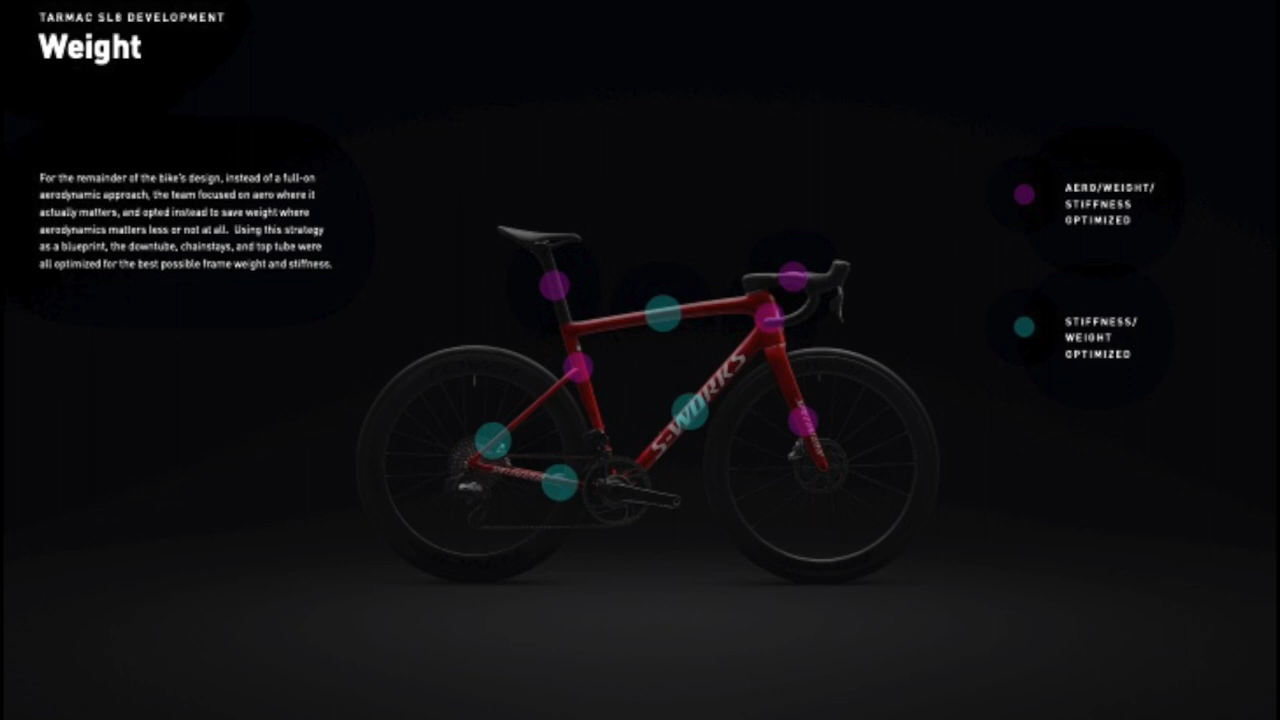 TARMAC SL8 DEVELOPMENT
Weight
For the remainder of the bike's design, instead of a full-on
aerodynamic approach, the team focused on aero where it
actually matters, and opted instead to save weight where
aerodynamics matters less or not at all. Using this strategy
as a blueprint, the downtube, chainstays, and top tube were
all optimized for the best possible frame weight and stiffness.
AERO/WEIGHT/
STIFFNESS
OPTIMIZED
STIFFNESS/
WEIGHT
OPTIMIZED
S-WORKS